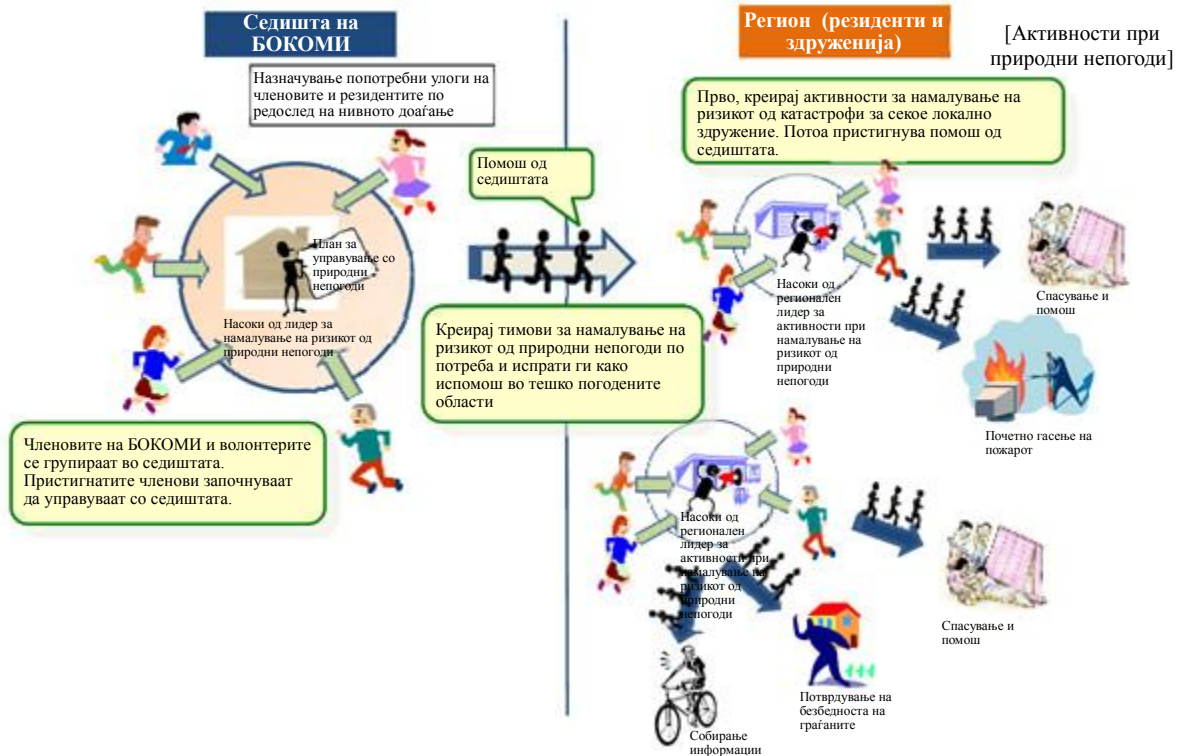 Седишта на
БОКОМИ
Регион (резиденти и
здруженија)
[Активности при
природни непогоди]
Назначување попотребни улоги на
членовите и резидентите по
редослед на нивното доаѓање
Прво, креирај активности за намалување на
ризикот од катастрофи за секое локално
здружение. Потоа пристигнува помош од
седиштата.
Помош од
седиштата
План за
управување со
природни
непогоди
Насоки од лидер за
намалување на ризикот од
природни непогоди
Насоки од
регионален
лидер за
активности при
намалување на
ризикот од
природни
непогоди
Спасување и
помош
Креирај тимови за намалување на
ризикот од природни непогоди по
потреба и испрати ги како
испомош во тешко погодените
области
Почетно гасење на
пожарот
Членовите на БОКОМИ и волонтерите
се групираат во седиштата.
Пристигнатите членови започнуваат
да управуваат со седиштата.
Насоки од
регионален
лидер за
активности при
намалување на
ризикот од
природни
непогоди
Спасување и
помош
Потврдување на
безбедноста на
граѓаните
Собирање
информации